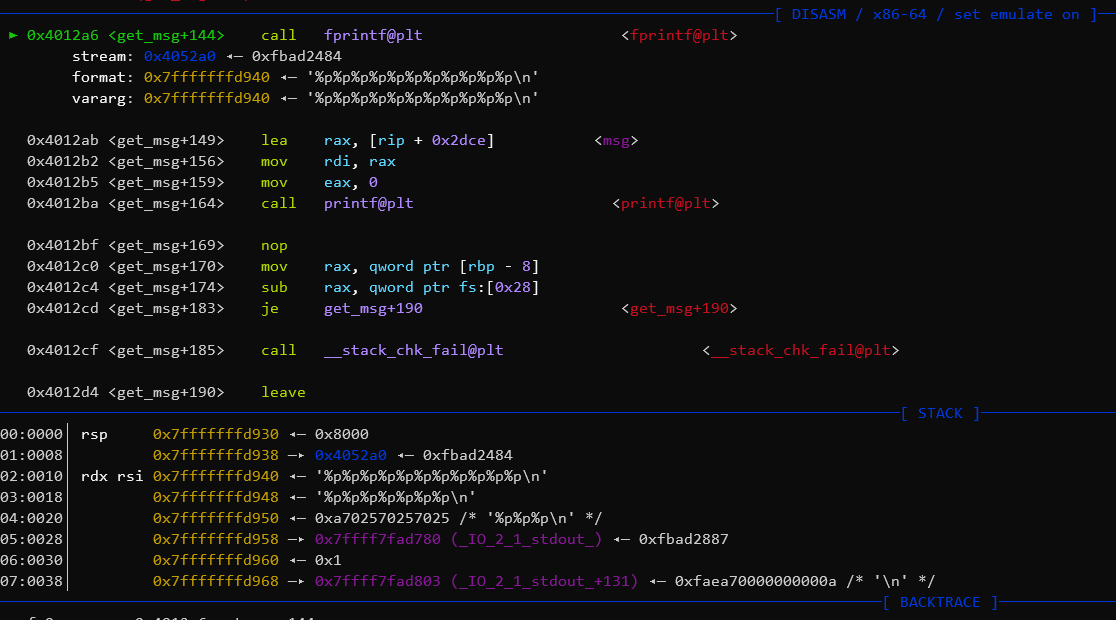 [ DISASM / x86-64 / set emulate on ]
► 0x4012a6 <get_msg+144> call fprintf@plt <fprintf@plt>
stream: 0x4052a0 ◂— 0xfbad2484
format: 0x7fffffffd940 ◂— '%p%p%p%p%p%p%p%p%p%p%p\n'
vararg: 0x7fffffffd940 ◂— '%p%p%p%p%p%p%p%p%p%p%p\n'
0x4012ab <get_msg+149> lea rax, [rip + 0x2dce] <msg>
0x4012b2 <get_msg+156> mov rdi, rax
0x4012b5 <get_msg+159> mov eax, 0
0x4012ba <get_msg+164> call printf@plt <printf@plt>
0x4012bf <get_msg+169> nop
0x4012c0 <get_msg+170> mov rax, qword ptr [rbp - 8]
0x4012c4 <get_msg+174> sub rax, qword ptr fs:[0x28]
0x4012cd <get_msg+183> je get_msg+190 <get_msg+190>
0x4012cf <get_msg+185> call __stack_chk_fail@plt <__stack_chk_fail@plt>
0x4012d4 <get_msg+190> leave
[ STACK ]
00:0000│ rsp 0x7fffffffd930 ◂— 0x8000
01:0008│ 0x7fffffffd938 —▸ 0x4052a0 ◂— 0xfbad2484
02:0010│ rdx rsi 0x7fffffffd940 ◂— '%p%p%p%p%p%p%p%p%p%p%p\n'
03:0018│ 0x7fffffffd948 ◂— '%p%p%p%p%p%p%p\n'
04:0020│ 0x7fffffffd950 ◂— 0xa702570257025 /* '%p%p%p\n' */
05:0028│ 0x7fffffffd958 —▸ 0x7ffff7fad780 (_IO_2_1_stdout_) ◂— 0xfbad2887
06:0030│ 0x7fffffffd960 ◂— 0x1
07:0038│ 0x7fffffffd968 —▸ 0x7ffff7fad803 (_IO_2_1_stdout_+131) ◂— 0xfaea70000000000a /* '\n' */
[ BACKTRACE ]